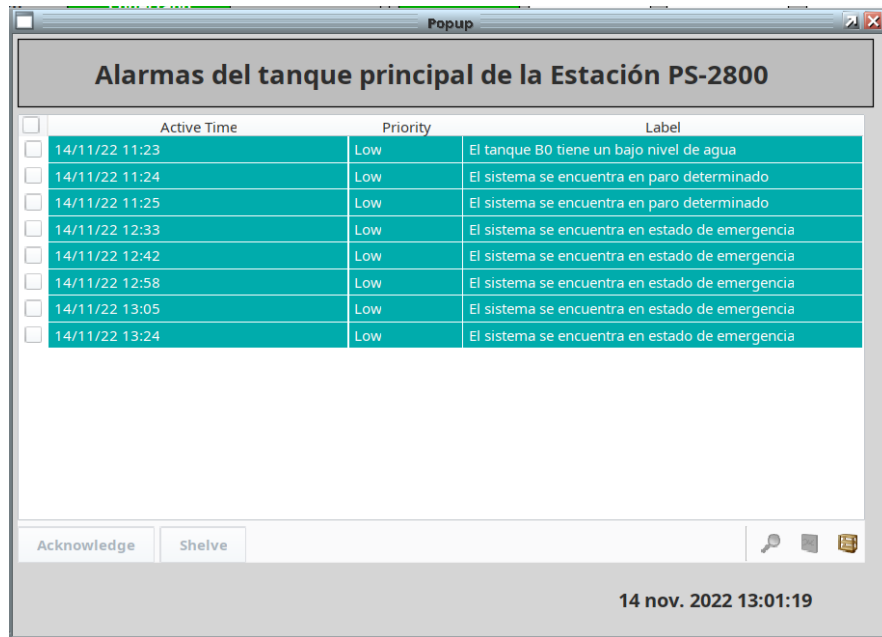 Popup
Alarmas del tanque principal de la Estación PS-2800
Active Time Priority Label
14/11/22 11:23 Low El tanque B0 tiene un bajo nivel de agua
14/11/22 11:24 Low El sistema se encuentra en paro determinado
14/11/22 11:25 Low El sistema se encuentra en paro determinado
14/11/22 12:33 Low El sistema se encuentra en estado de emergencia
14/11/22 12:42 Low El sistema se encuentra en estado de emergencia
14/11/22 12:58 Low El sistema se encuentra en estado de emergencia
14/11/22 13:05 Low El sistema se encuentra en estado de emergencia
14/11/22 13:24 Low El sistema se encuentra en estado de emergencia
Acknowledge Shelve
14 nov. 2022 13:01:19